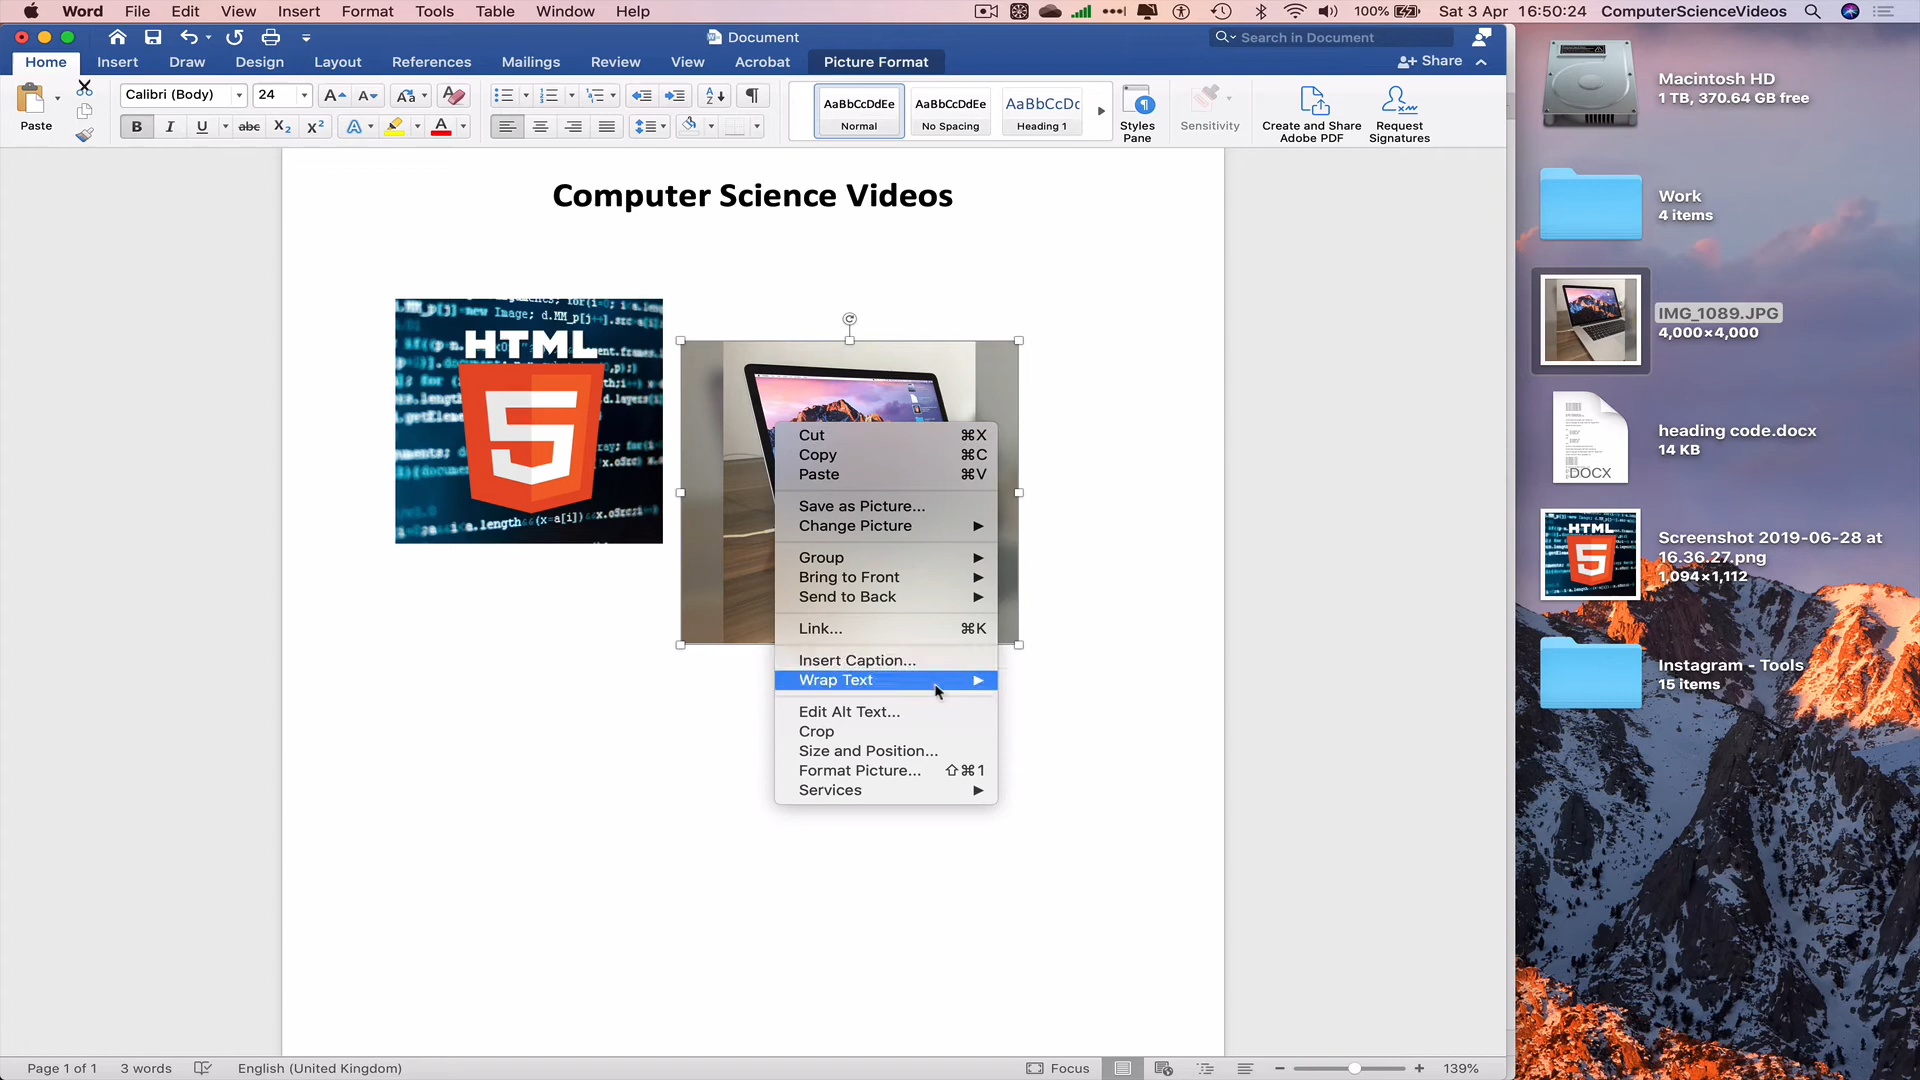 Word File Edit View Insert Format Tools Table Window Help 100% Sat 3 Apr 16:50:24 ComputerScienceVideos
Document Search in Document
Home Insert Draw Design Layout References Mailings Review View Acrobat Picture Format Share
Paste
Calibri (Body) 24
AaBbCcDdEe
Normal
AaBbCcDdEe
No Spacing
AaBbCcDc
Heading 1
Styles
Pane
Sensitivity
Create and Share
Adobe PDF
Request
Signatures
Computer Science Videos
HTML
5
Cut ⌘X
Copy ⌘C
Paste ⌘V
Save as Picture...
Change Picture
Group
Bring to Front
Send to Back
Link... ⌘K
Insert Caption...
Wrap Text
Edit Alt Text...
Crop
Size and Position...
Format Picture... ⇧⌘1
Services
Macintosh HD
1 TB, 370.64 GB free
Work
4 items
IMG_1089.JPG
4,000×4,000
DOCX
heading code.docx
14 KB
HTML
5
Screenshot 2019-06-28 at
16.36.27.png
1,094×1,112
Instagram - Tools
15 items
Page 1 of 1 3 words English (United Kingdom) Focus 139%